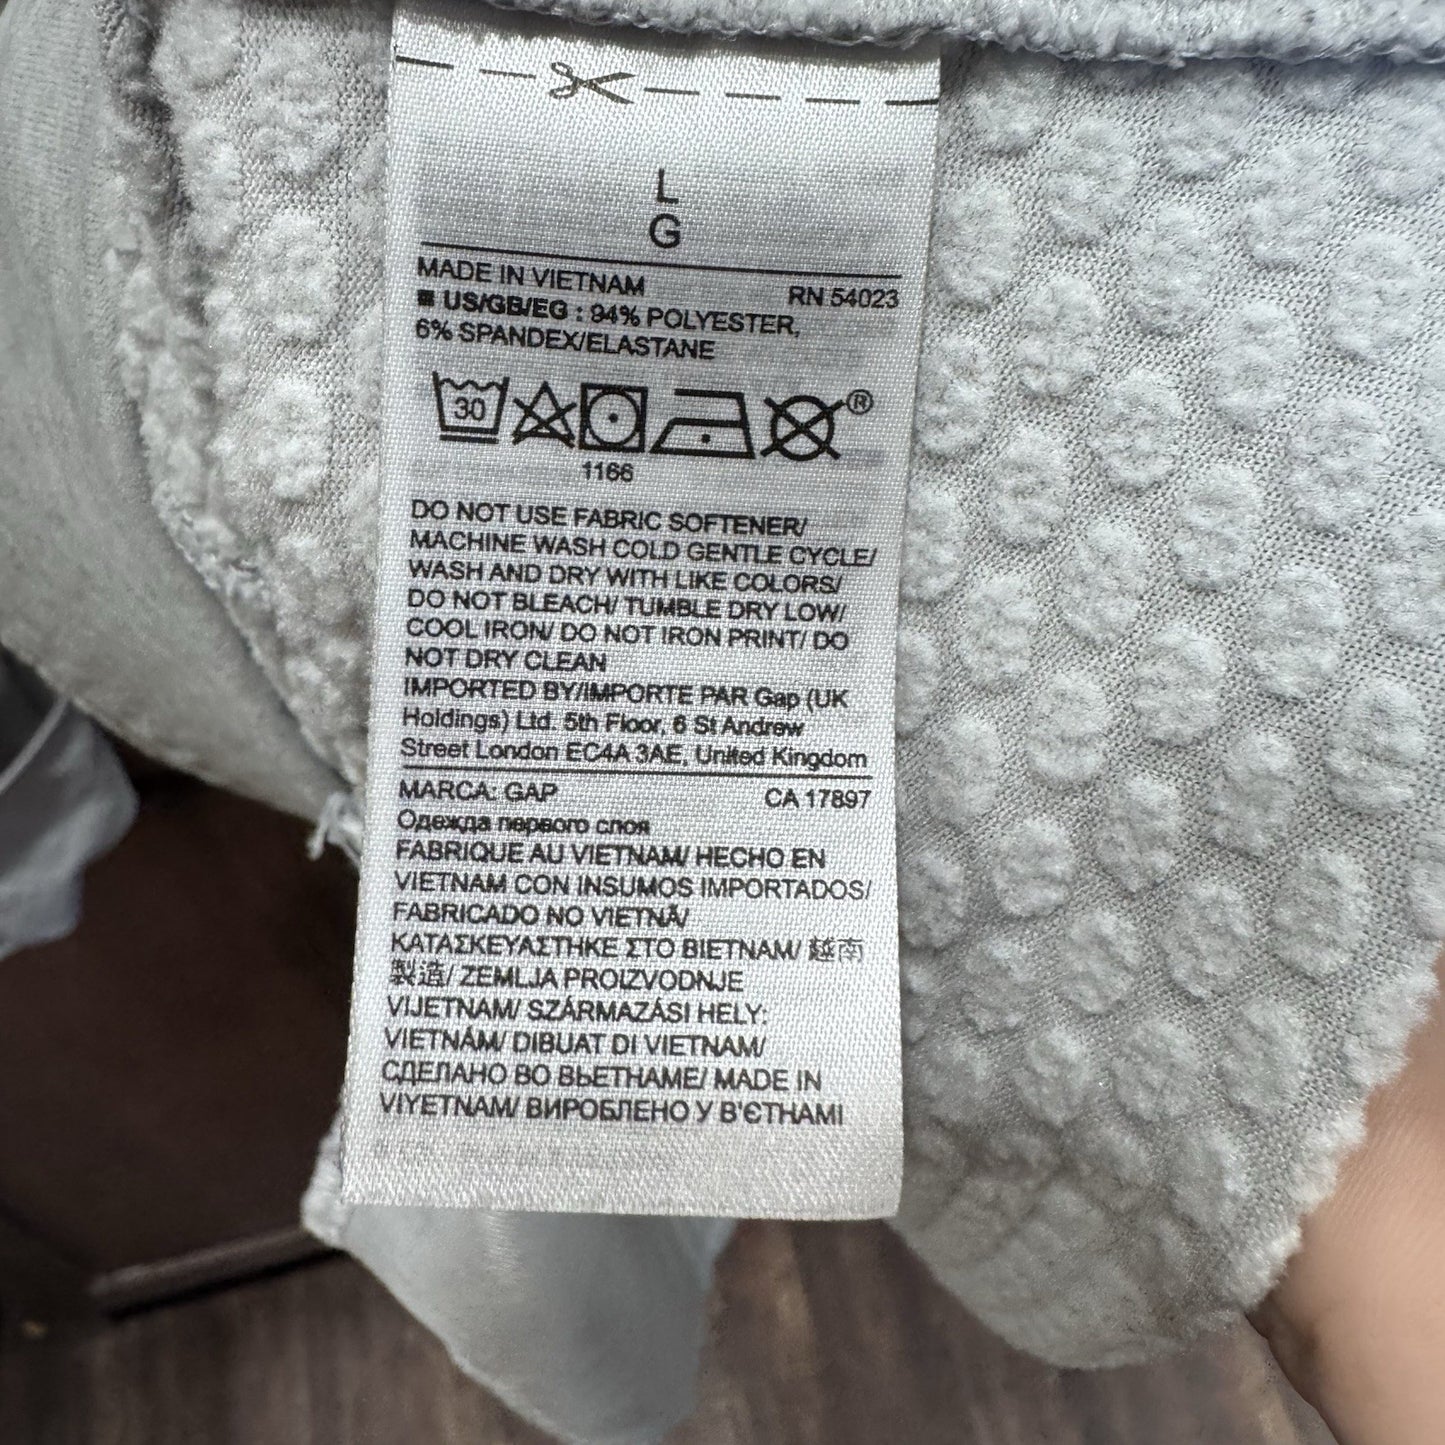 L
G
MADE IN VIETNAM RN 54023
US/GB/EG : 94% POLYESTER,
6% SPANDEX/ELASTANE
30
®
1166
DO NOT USE FABRIC SOFTENER/
MACHINE WASH COLD GENTLE CYCLE/
WASH AND DRY WITH LIKE COLORS/
DO NOT BLEACH/ TUMBLE DRY LOW/
COOL IRON/ DO NOT IRON PRINT/ DO
NOT DRY CLEAN
IMPORTED BY/IMPORTE PAR Gap (UK
Holdings) Ltd. 5th Floor, 6 St Andrew
Street London EC4A 3AE, United Kingdom
MARCA: GAP CA 17897
Одежда первого слоя
FABRIQUE AU VIETNAM/ HECHO EN
VIETNAM CON INSUMOS IMPORTADOS/
FABRICADO NO VIETNÃ/
ΚΑΤΑΣΚΕΥΑΣΤΗΚΕ ΣΤΟ ΒΙΕΤΝΑΜ/ 越南
製造/ ZEMLJA PROIZVODNJE
VIJETNAM/ SZÁRMAZÁSI HELY:
VIETNÁM/ DIBUAT DI VIETNAM/
СДЕЛАНО ВО ВЬЕТНАМЕ/ MADE IN
VIYETNAM/ ВИРОБЛЕНО У В'ЄТНАМІ